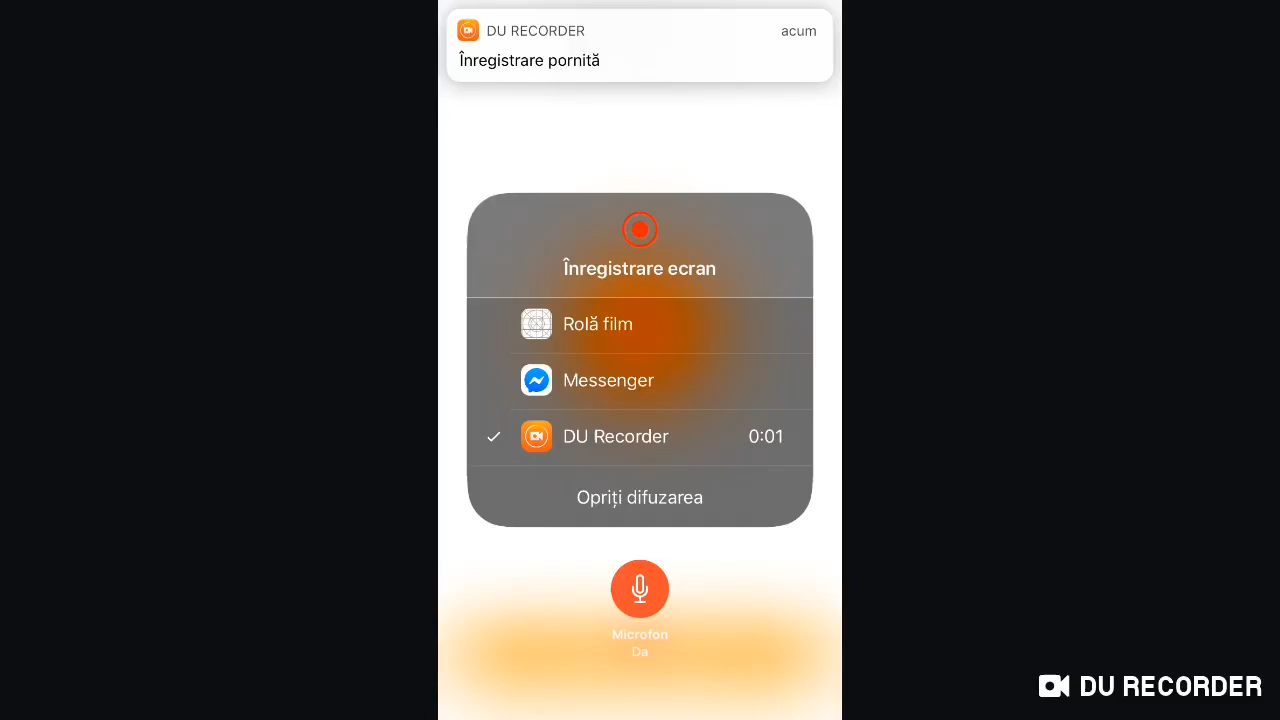 DU RECORDER
acum
Înregistrare pornită
Înregistrare ecran
Rolă film
Messenger
DU Recorder
0:01
Opriți difuzarea
Microfon
Da
DU RECORDER